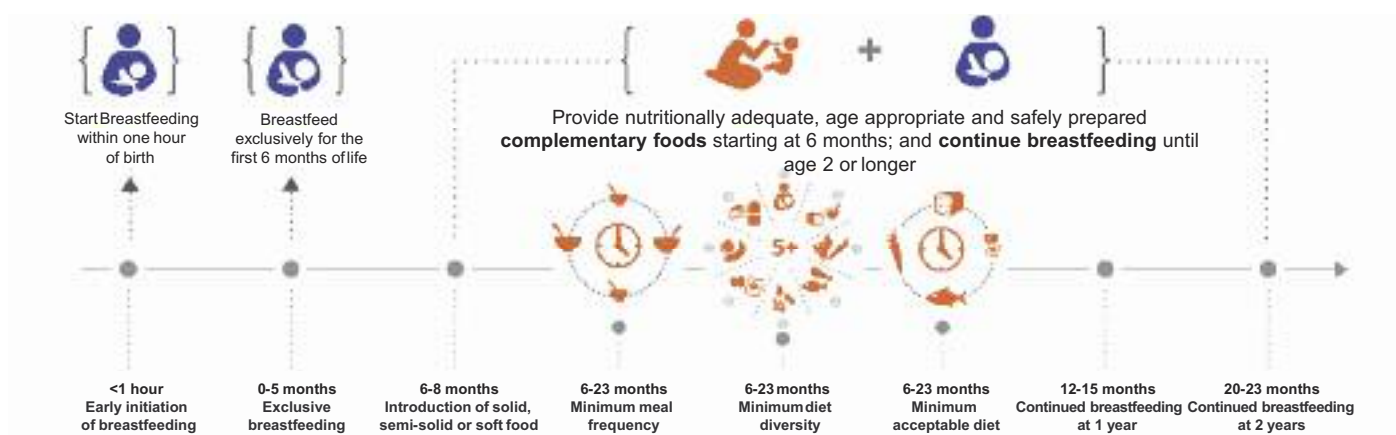 Start Breastfeeding
within one hour
of birth
Breastfeed
exclusively for the
first 6 months of life
Provide nutritionally adequate, age appropriate and safely prepared
complementary foods starting at 6 months; and continue breastfeeding until
age 2 or longer
5+
<1 hour
Early initiation
of breastfeeding
0-5 months
Exclusive
breastfeeding
6-8 months
Introduction of solid,
semi-solid or soft food
6-23 months
Minimum meal
frequency
6-23 months
Minimum diet
diversity
6-23 months
Minimum
acceptable diet
12-15 months
Continued breastfeeding
at 1 year
20-23 months
Continued breastfeeding
at 2 years